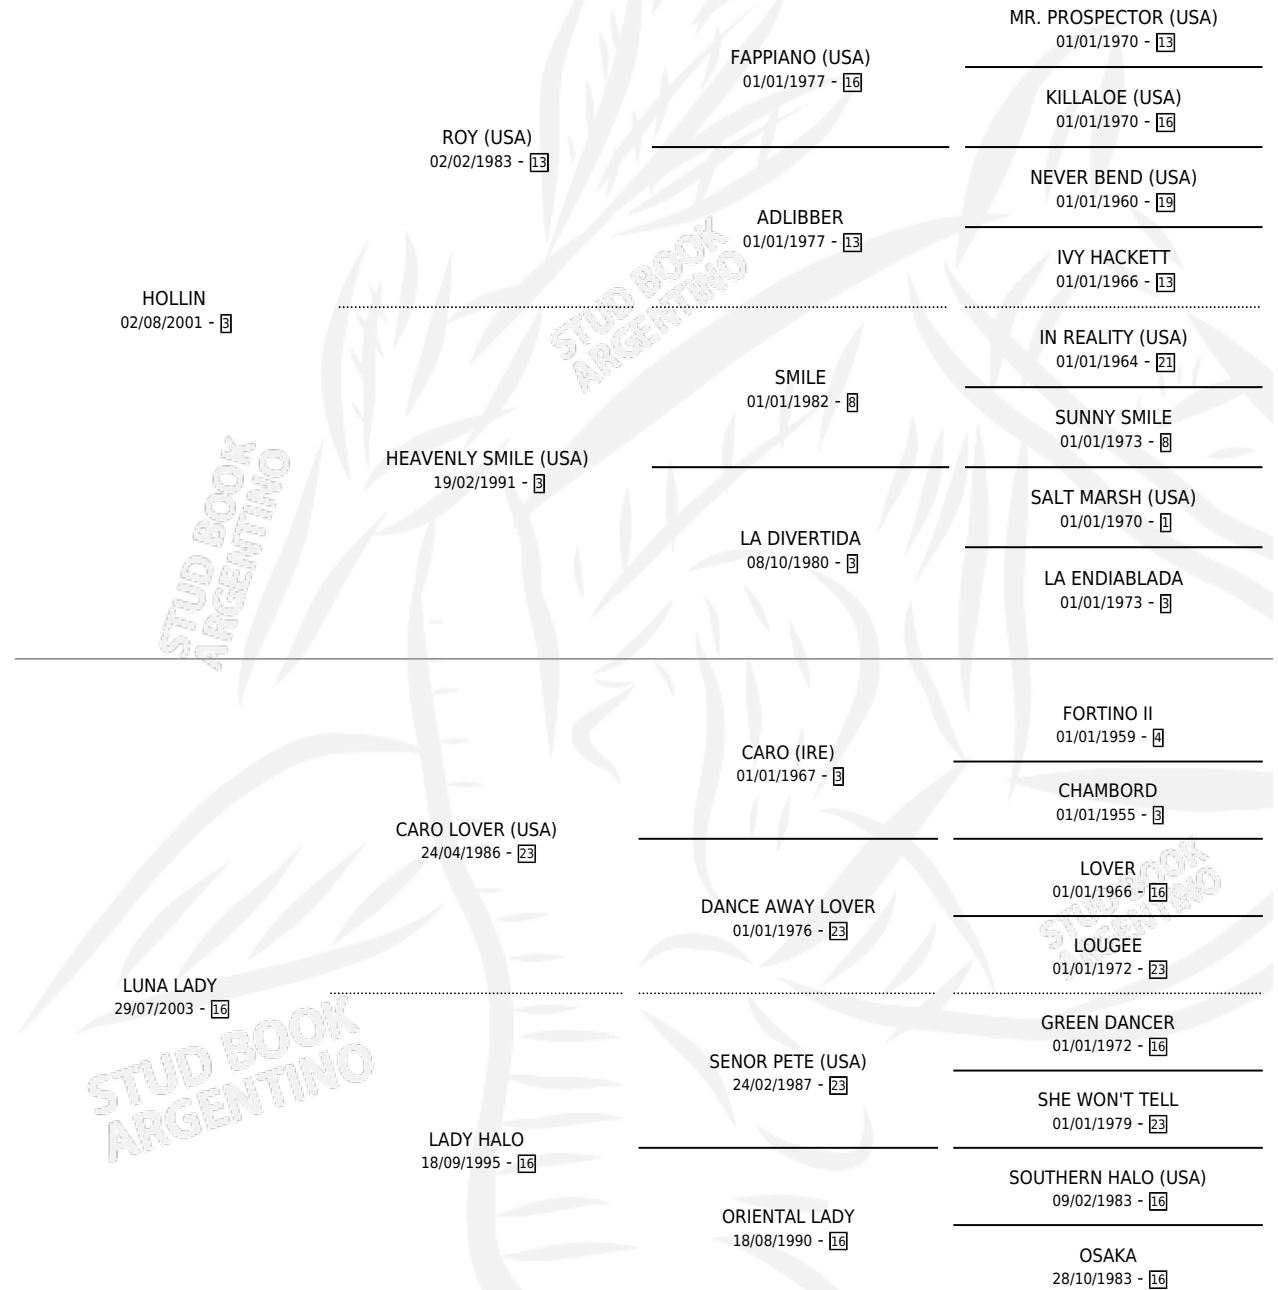 MR. PROSPECTOR (USA)
01/01/1970 - 13
FAPPIANO (USA)
01/01/1977 - 16
KILLALOE (USA)
01/01/1970 - 16
ROY (USA)
02/02/1983 - 13
NEVER BEND (USA)
01/01/1960 - 19
ADLIBBER
01/01/1977 - 13
IVY HACKETT
01/01/1966 - 13
HOLLIN
02/08/2001 - 3
STUD BOOK
ARGENTINO
IN REALITY (USA)
01/01/1964 - 21
SMILE
01/01/1982 - 8
SUNNY SMILE
01/01/1973 - 8
HEAVENLY SMILE (USA)
19/02/1991 - 3
SALT MARSH (USA)
01/01/1970 - 1
LA DIVERTIDA
08/10/1980 - 3
LA ENDIABLADA
01/01/1973 - 3
STUD BOOK
ARGENTINO
FORTINO II
01/01/1959 - 4
CARO (IRE)
01/01/1967 - 3
CHAMBORD
01/01/1955 - 3
CARO LOVER (USA)
24/04/1986 - 23
LOVER
01/01/1966 - 16
DANCE AWAY LOVER
01/01/1976 - 23
STUD BOOK
ARGENTINO
LOUGEE
01/01/1972 - 23
LUNA LADY
29/07/2003 - 16
STUD BOOK
ARGENTINO
GREEN DANCER
01/01/1972 - 16
SENOR PETE (USA)
24/02/1987 - 23
SHE WON'T TELL
01/01/1979 - 23
LADY HALO
18/09/1995 - 16
SOUTHERN HALO (USA)
09/02/1983 - 16
ORIENTAL LADY
18/08/1990 - 16
OSAKA
28/10/1983 - 16